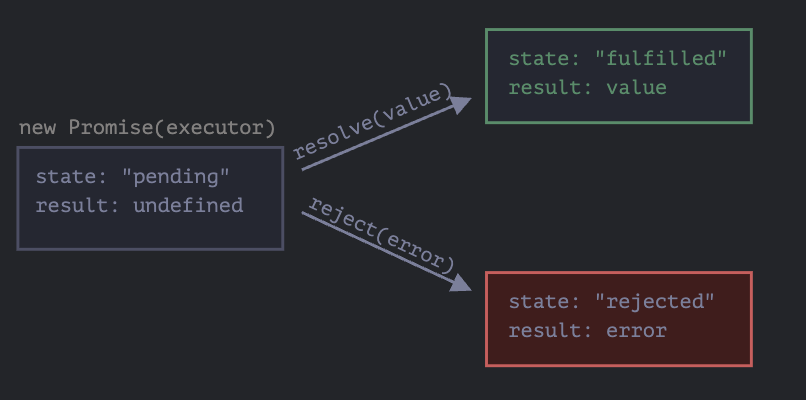 new Promise(executor)
state: "pending"
result: undefined
resolve(value)
reject(error)
state: "fulfilled"
result: value
state: "rejected"
result: error